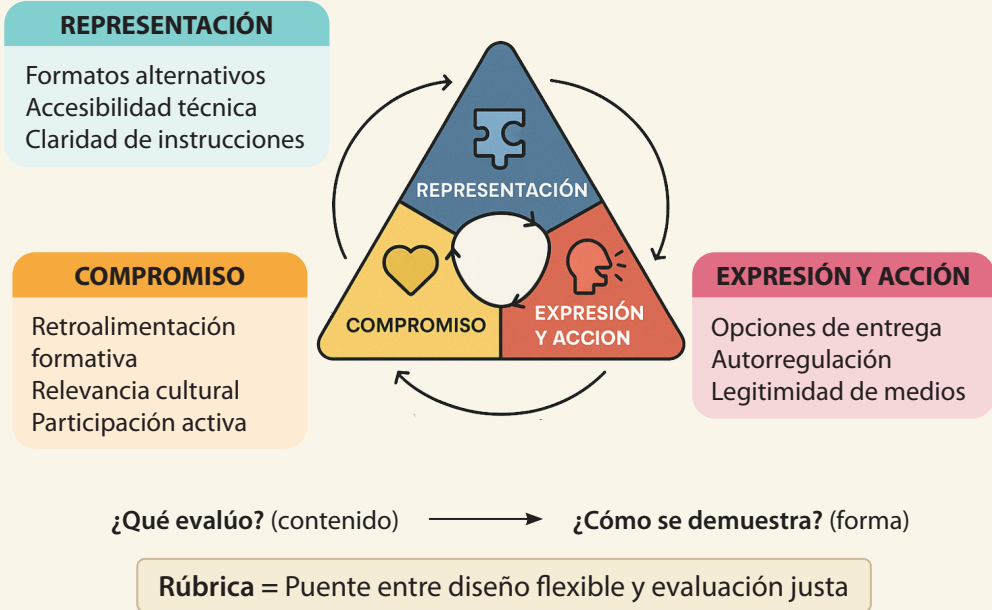 REPRESENTACIÓN
Formatos alternativos
Accesibilidad técnica
Claridad de instrucciones
REPRESENTACIÓN
COMPROMISO
EXPRESIÓN
Y ACCION
COMPROMISO
Retroalimentación
formativa
Relevancia cultural
Participación activa
EXPRESIÓN Y ACCIÓN
Opciones de entrega
Autorregulación
Legitimidad de medios
¿Qué evalúo? (contenido) ¿Cómo se demuestra? (forma)
Rúbrica = Puente entre diseño flexible y evaluación justa